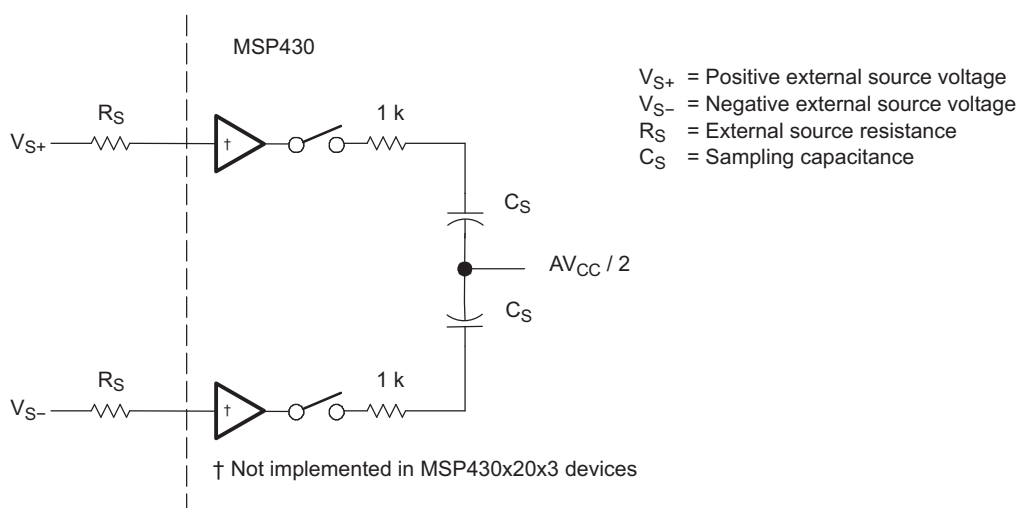 MSP430
V_S+ = Positive external source voltage
V_S− = Negative external source voltage
R_S = External source resistance
C_S = Sampling capacitance
R_S
1 k
V_S+
†
C_S
AV_CC / 2
C_S
R_S
1 k
V_S−
†
† Not implemented in MSP430x20x3 devices